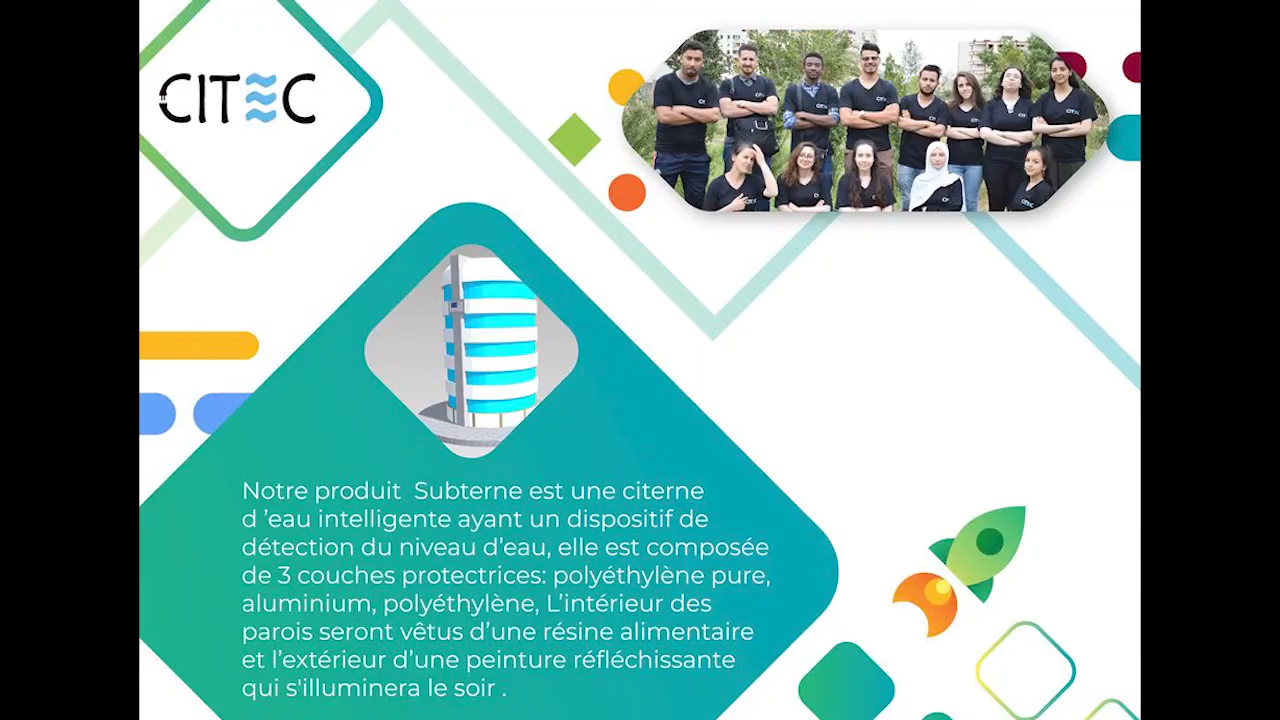 CITEC
Notre produit  Subterne est une citerne
d ’eau intelligente ayant un dispositif de
détection du niveau d’eau, elle est composée
de 3 couches protectrices: polyéthylène pure,
aluminium, polyéthylène, L’intérieur des
parois seront vêtus d’une résine alimentaire
et l’extérieur d’une peinture réfléchissante
qui s'illuminera le soir .